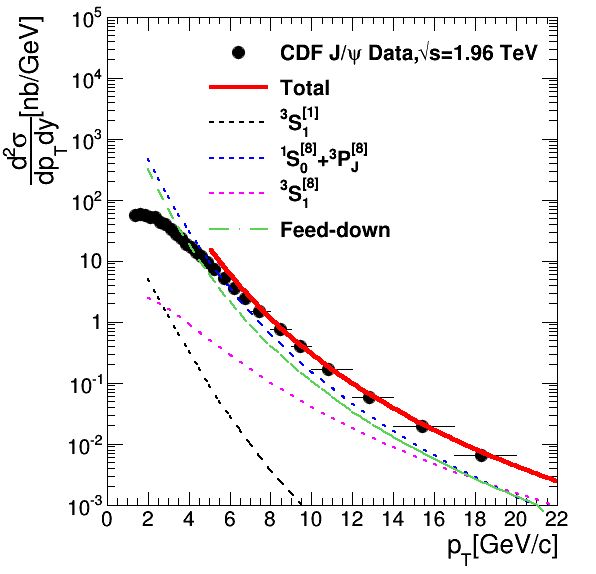 CDF J/ψ Data,√s=1.96 TeV
Total
³S₁^[1]
¹S₀^[8]+³P_J^[8]
³S₁^[8]
Feed-down
d²σ/dp_Tdy[nb/GeV]
10⁵
10⁴
10³
10²
10
1
10⁻¹
10⁻²
10⁻³
0 2 4 6 8 10 12 14 16 18 20 22
p_T[GeV/c]